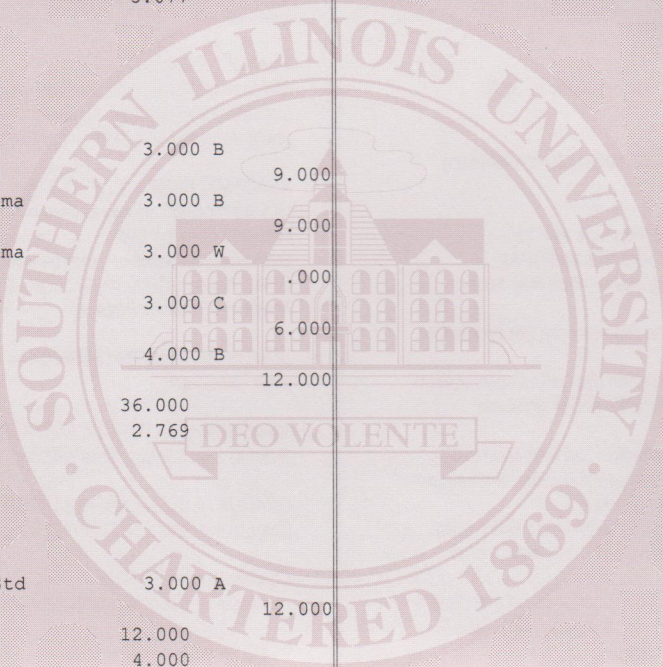 SOUTHERN ILLINOIS UNIVERSITY
3.000 B
9.000
ma 3.000 B
9.000
ma 3.000 W
.000
3.000 C
6.000
4.000 B
12.000
36.000
2.769
DEO VOLENTE
td 3.000 A
12.000
12.000
4.000
· CHARTERED 1869 ·